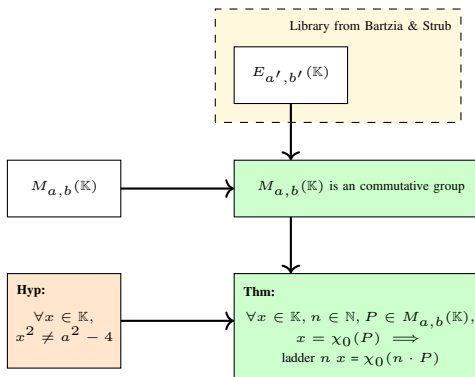 Library from Bartzia & Strub
E_{a′,b′}(𝕂)
M_{a,b}(𝕂)
M_{a,b}(𝕂) is an commutative group
Hyp:
∀x ∈ 𝕂,
x² ≠ a² − 4
Thm:
∀x ∈ 𝕂, n ∈ ℕ, P ∈ M_{a,b}(𝕂),
x = χ₀(P) ⟹
ladder n x = χ₀(n · P)